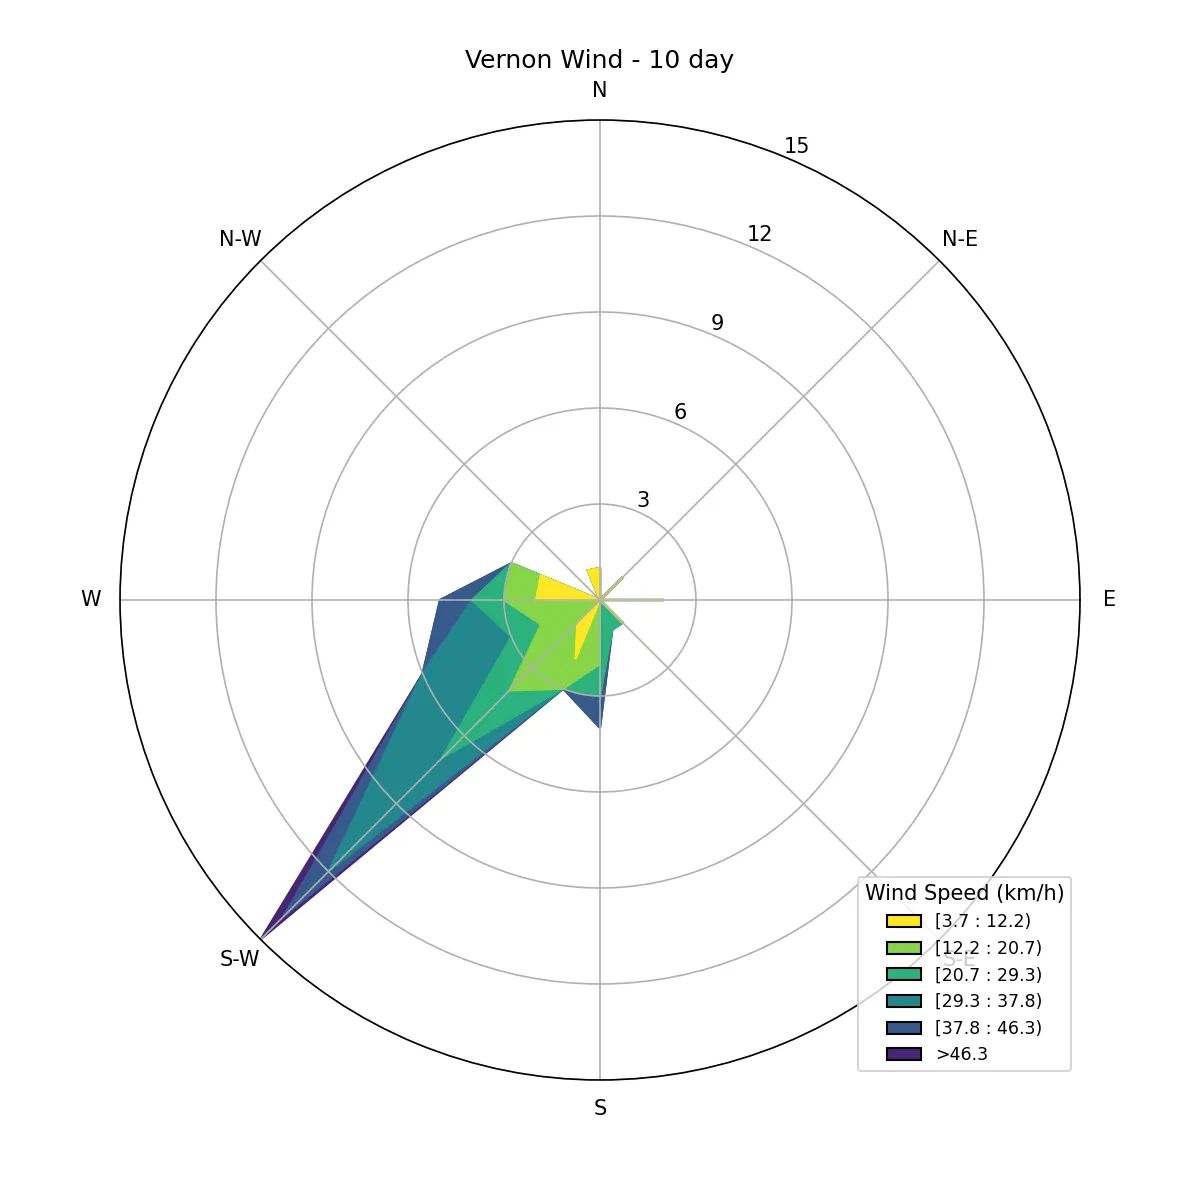 Vernon Wind - 10 day
N
15
N-W
12
N-E
9
6
3
W
E
S-W
S-E
S
Wind Speed (km/h)
[3.7 : 12.2)
[12.2 : 20.7)
[20.7 : 29.3)
[29.3 : 37.8)
[37.8 : 46.3)
>46.3